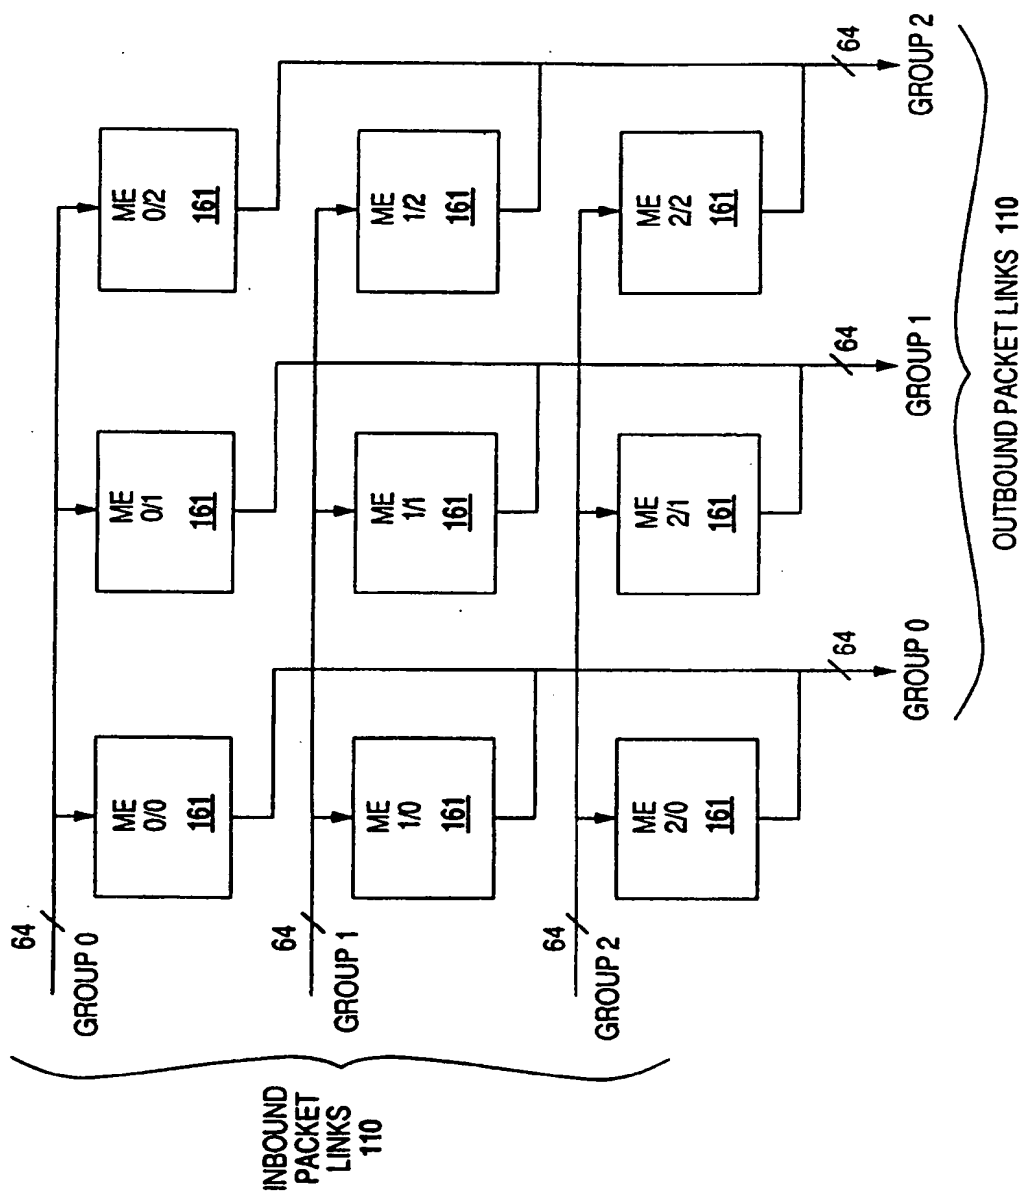 INBOUND
PACKET
LINKS
110
64
GROUP 0
64
GROUP 1
64
GROUP 2
ME
0/0
161
ME
0/1
161
ME
0/2
161
ME
1/0
161
ME
1/1
161
ME
1/2
161
ME
2/0
161
ME
2/1
161
ME
2/2
161
64
GROUP 0
64
GROUP 1
64
GROUP 2
OUTBOUND PACKET LINKS 110